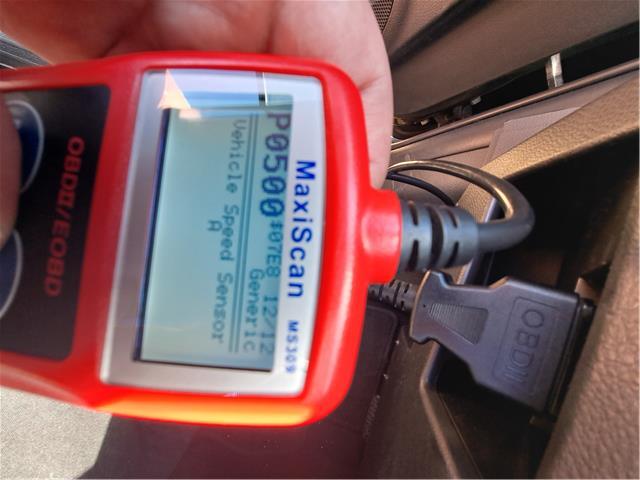 MaxiScan MS309
P0500 $07E8 12/12
Generic
Vehicle Speed Sensor
A
OBDII/EOBD
OBDII